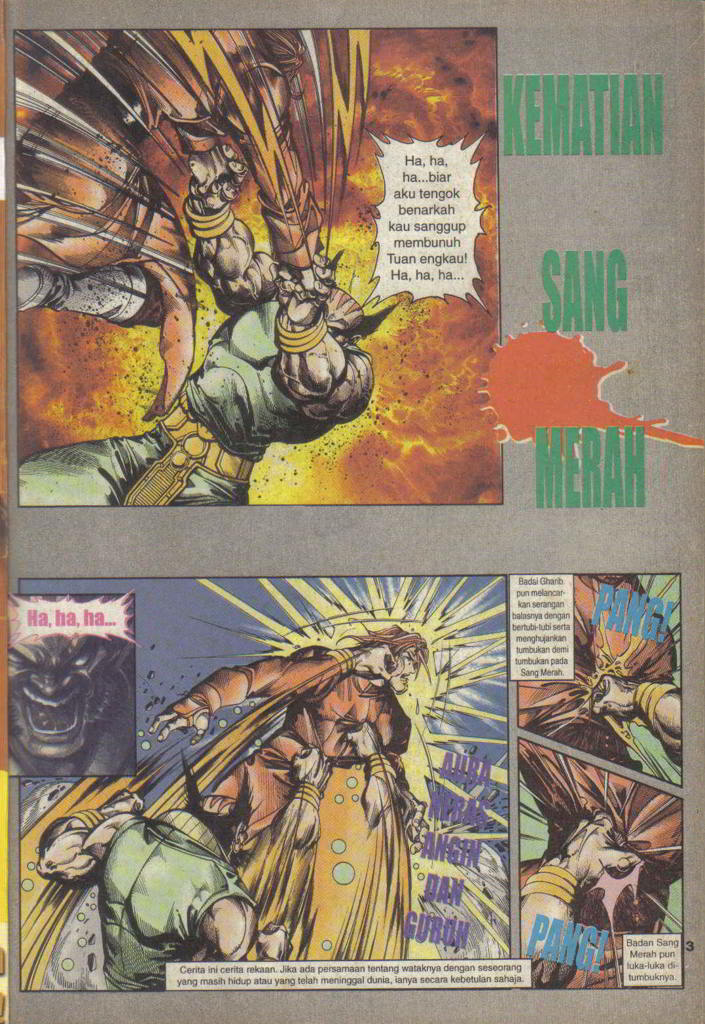 KEMATIAN
SANG
MERAH
Ha, ha,
ha...biar
aku tengok
benarkah
kau sanggup
membunuh
Tuan engkau!
Ha, ha, ha...
Ha, ha, ha...
ANGIN
DAN
GURUH
Badai Gharib
pun melancar-
kan serangan
balasnya dengan
bertubi-tubi serta
menghujankan
tumbukan demi
tumbukan pada
Sang Merah.
PANG!
PANG!
Badan Sang
Merah pun
luka-luka di-
tumbuknya.
Cerita ini cerita rekaan. Jika ada persamaan tentang wataknya dengan seseorang
yang masih hidup atau yang telah meninggal dunia, ianya secara kebetulan sahaja.
3